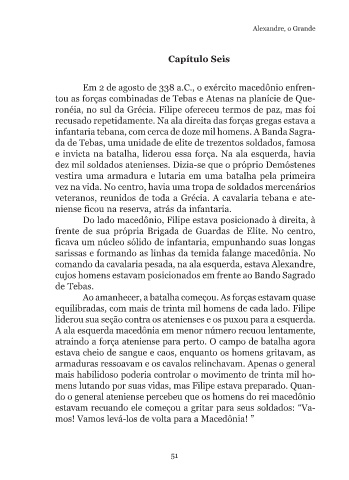 Alexandre, o Grande
Capítulo Seis
Em 2 de agosto de 338 a.C., o exército macedônio enfren-
tou as forças combinadas de Tebas e Atenas na planície de Que-
ronéia, no sul da Grécia. Filipe ofereceu termos de paz, mas foi
recusado repetidamente. Na ala direita das forças gregas estava a
infantaria tebana, com cerca de doze mil homens. A Banda Sagra-
da de Tebas, uma unidade de elite de trezentos soldados, famosa
e invicta na batalha, liderou essa força. Na ala esquerda, havia
dez mil soldados atenienses. Dizia-se que o próprio Demóstenes
vestira uma armadura e lutaria em uma batalha pela primeira
vez na vida. No centro, havia uma tropa de soldados mercenários
veteranos, reunidos de toda a Grécia. A cavalaria tebana e ate-
niense ficou na reserva, atrás da infantaria.
Do lado macedônio, Filipe estava posicionado à direita, à
frente de sua própria Brigada de Guardas de Elite. No centro,
ficava um núcleo sólido de infantaria, empunhando suas longas
sarissas e formando as linhas da temida falange macedônia. No
comando da cavalaria pesada, na ala esquerda, estava Alexandre,
cujos homens estavam posicionados em frente ao Bando Sagrado
de Tebas.
Ao amanhecer, a batalha começou. As forças estavam quase
equilibradas, com mais de trinta mil homens de cada lado. Filipe
liderou sua seção contra os atenienses e os puxou para a esquerda.
A ala esquerda macedônia em menor número recuou lentamente,
atraindo a força ateniense para perto. O campo de batalha agora
estava cheio de sangue e caos, enquanto os homens gritavam, as
armaduras ressoavam e os cavalos relinchavam. Apenas o general
mais habilidoso poderia controlar o movimento de trinta mil ho-
mens lutando por suas vidas, mas Filipe estava preparado. Quan-
do o general ateniense percebeu que os homens do rei macedônio
estavam recuando ele começou a gritar para seus soldados: “Va-
mos! Vamos levá-los de volta para a Macedônia! ”
51